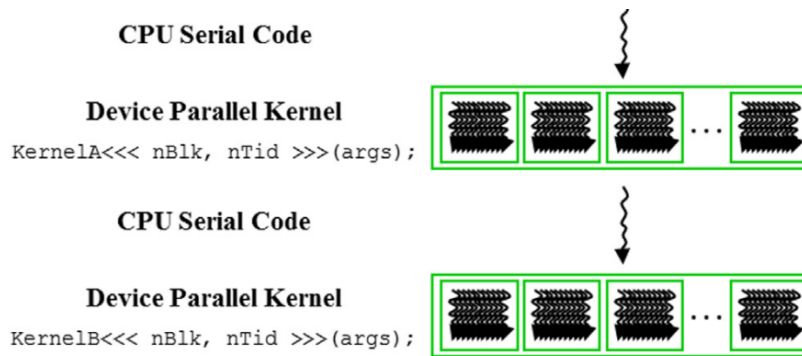 CPU Serial Code
Device Parallel Kernel
KernelA<<< nBlk, nTid >>>(args);
...
CPU Serial Code
Device Parallel Kernel
KernelB<<< nBlk, nTid >>>(args);
...